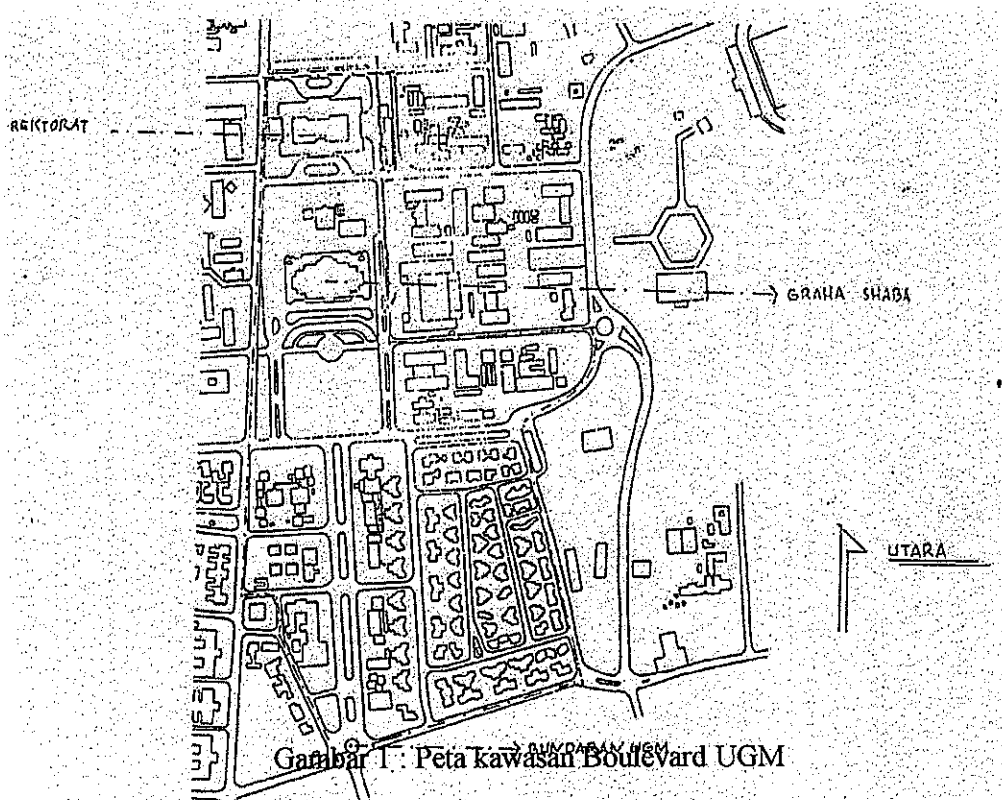 REKTORAT
GRAHA SHABA
UTARA
BUNDARAN UGM
Gambar 1 : Peta kawasan Boulevard UGM